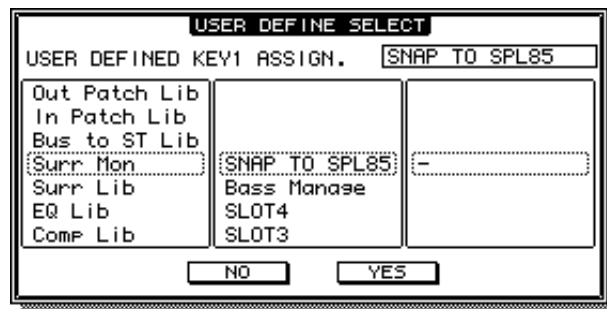 USER DEFINE SELECT
USER DEFINED KEY1 ASSIGN. SNAP TO SPL85
Out Patch Lib
In Patch Lib
Bus to ST Lib
Surr Mon SNAP TO SPL85 -
Surr Lib Bass Manage
EQ Lib SLOT4
Comp Lib SLOT3
NO YES